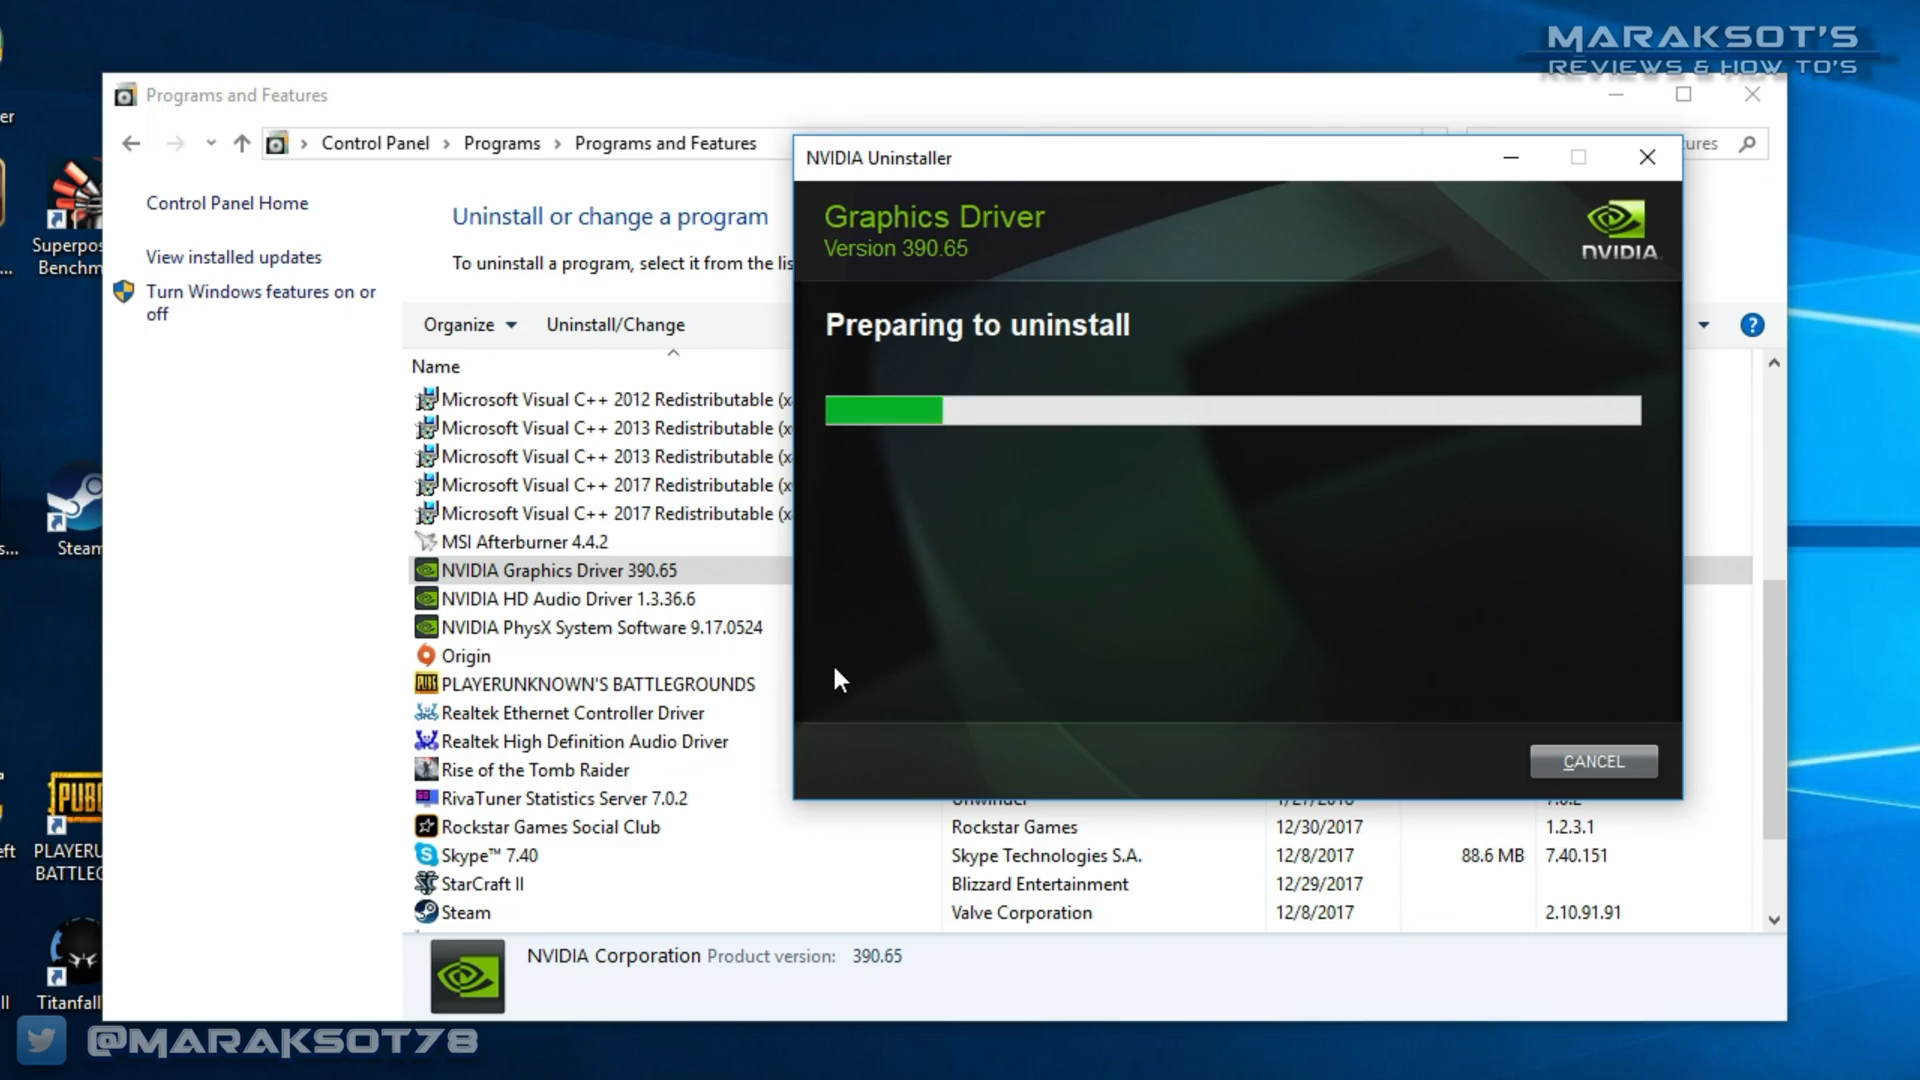 MARAKSOT'S
REVIEWS & HOW TO'S
Programs and Features
Control Panel > Programs > Programs and Features
Control Panel Home
View installed updates
Turn Windows features on or
off
Uninstall or change a program
To uninstall a program, select it from the
Organize
Uninstall/Change
Name
Microsoft Visual C++ 2012 Redistributable
Microsoft Visual C++ 2013 Redistributable
Microsoft Visual C++ 2013 Redistributable
Microsoft Visual C++ 2017 Redistributable
Microsoft Visual C++ 2017 Redistributable
MSI Afterburner 4.4.2
NVIDIA Graphics Driver 390.65
NVIDIA HD Audio Driver 1.3.36.6
NVIDIA PhysX System Software 9.17.0524
Origin
PLAYERUNKNOWN'S BATTLEGROUNDS
Realtek Ethernet Controller Driver
Realtek High Definition Audio Driver
Rise of the Tomb Raider
RivaTuner Statistics Server 7.0.2
Rockstar Games Social Club Rockstar Games 12/30/2017 1.2.3.1
Skype™ 7.40 Skype Technologies S.A. 12/8/2017 88.6 MB 7.40.151
StarCraft II Blizzard Entertainment 12/29/2017
Steam Valve Corporation 12/8/2017 2.10.91.91
NVIDIA Corporation Product version: 390.65
NVIDIA Uninstaller
Graphics Driver
Version 390.65
NVIDIA
Preparing to uninstall
CANCEL
Superpos
Benchm
Steam
PUBG
PLAYERU
BATTLEG
Titanfall
@MARAKSOT78